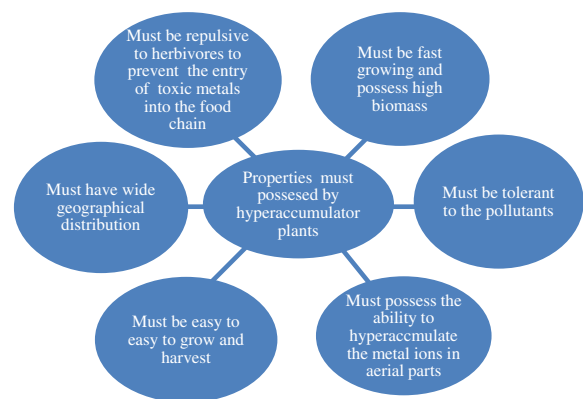 Must be repulsive
to herbivores to
prevent the entry
of toxic metals
into the food
chain
Must be fast
growing and
possess high
biomass
Must have wide
geographical
distribution
Properties must
possesed by
hyperaccumulator
plants
Must be tolerant
to the pollutants
Must be easy to
easy to grow and
harvest
Must possess the
ability to
hyperaccmulate
the metal ions in
aerial parts